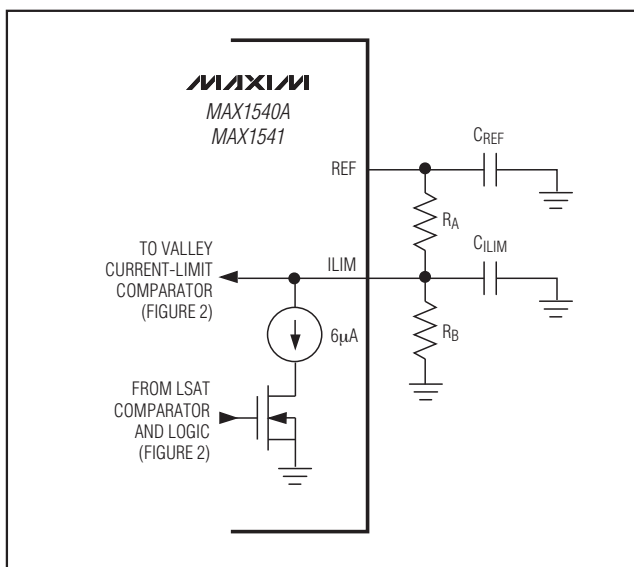 MAXIM
MAX1540A
MAX1541
REF
CREF
RA
TO VALLEY
CURRENT-LIMIT
COMPARATOR
(FIGURE 2)
ILIM
CILIM
6μA
RB
FROM LSAT
COMPARATOR
AND LOGIC
(FIGURE 2)